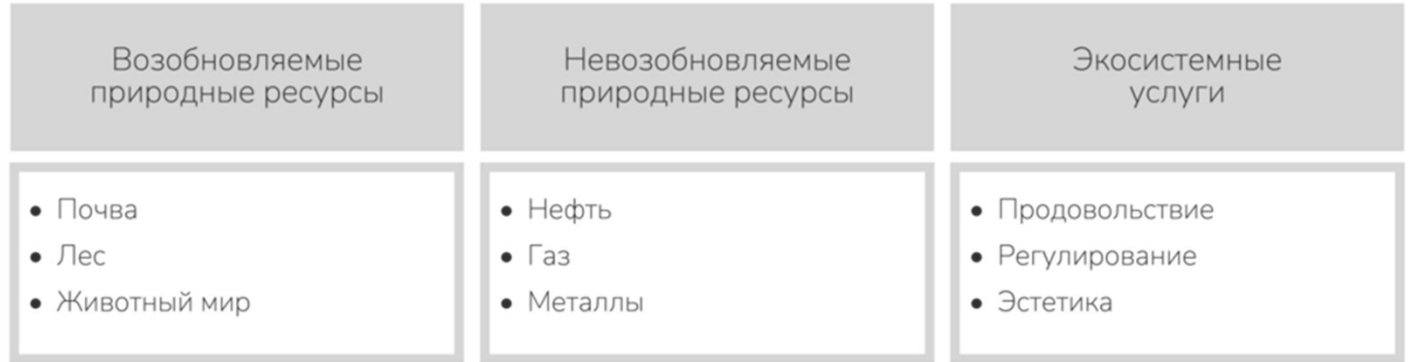 Возобновляемые
природные ресурсы
Невозобновляемые
природные ресурсы
Экосистемные
услуги
• Почва
• Лес
• Животный мир
• Нефть
• Газ
• Металлы
• Продовольствие
• Регулирование
• Эстетика